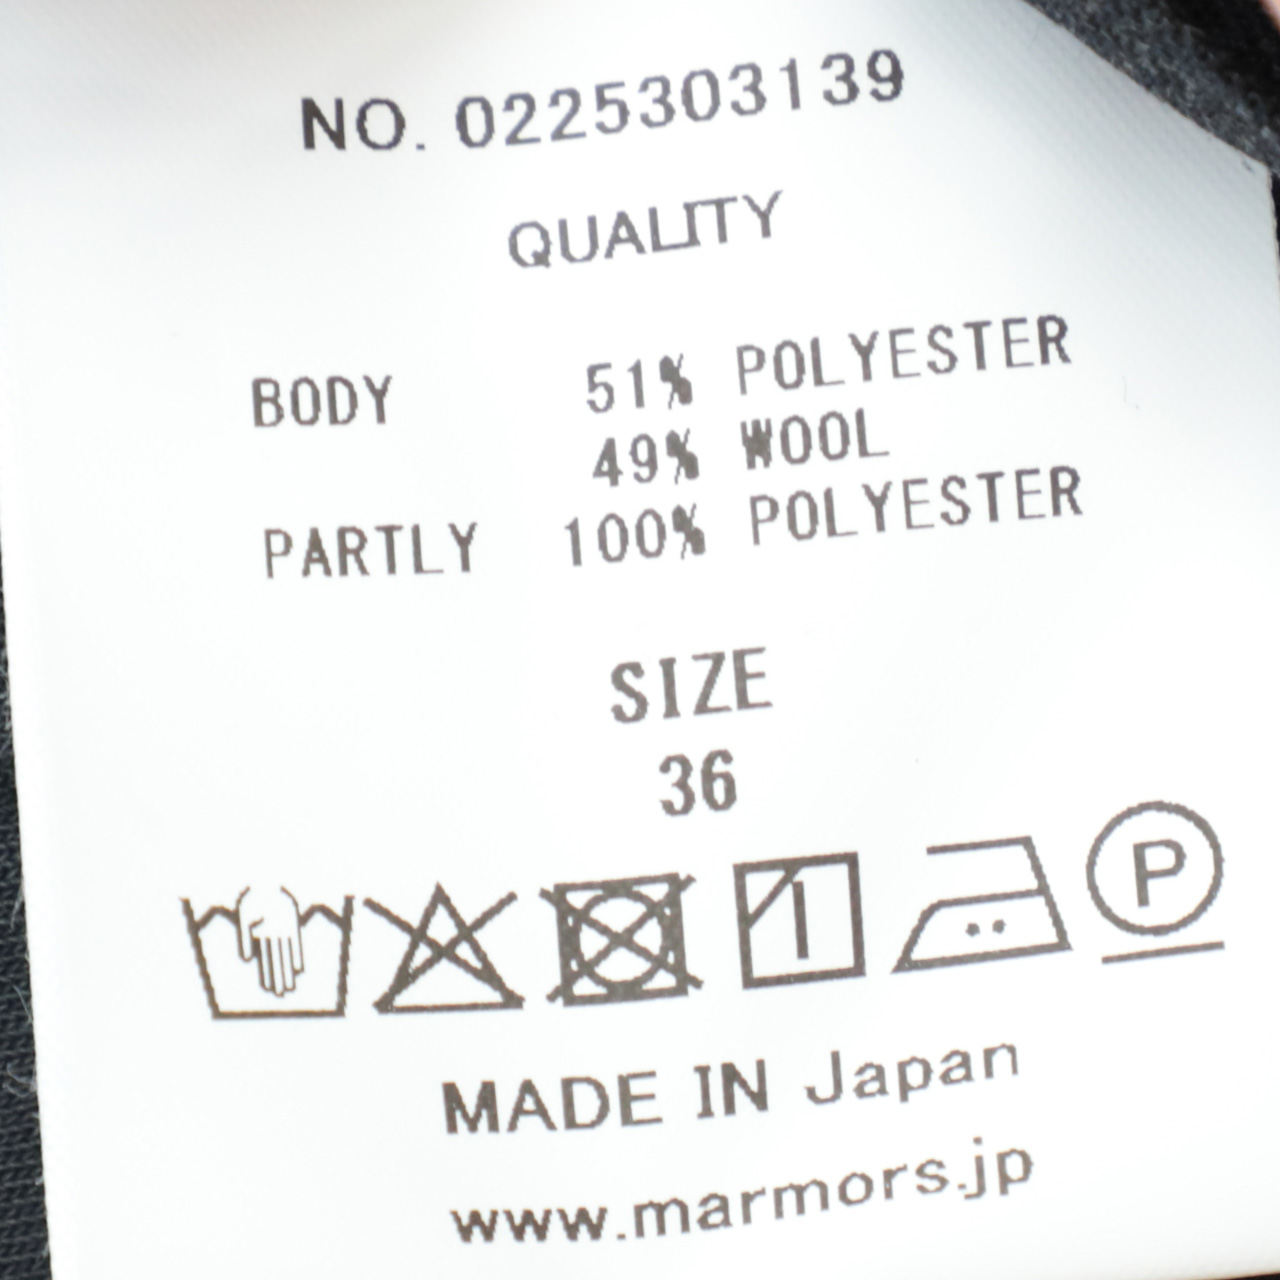 NO. 0225303139
QUALITY
BODY 51% POLYESTER
49% WOOL
PARTLY 100% POLYESTER
SIZE
36
P
MADE IN Japan
www.marmors.jp